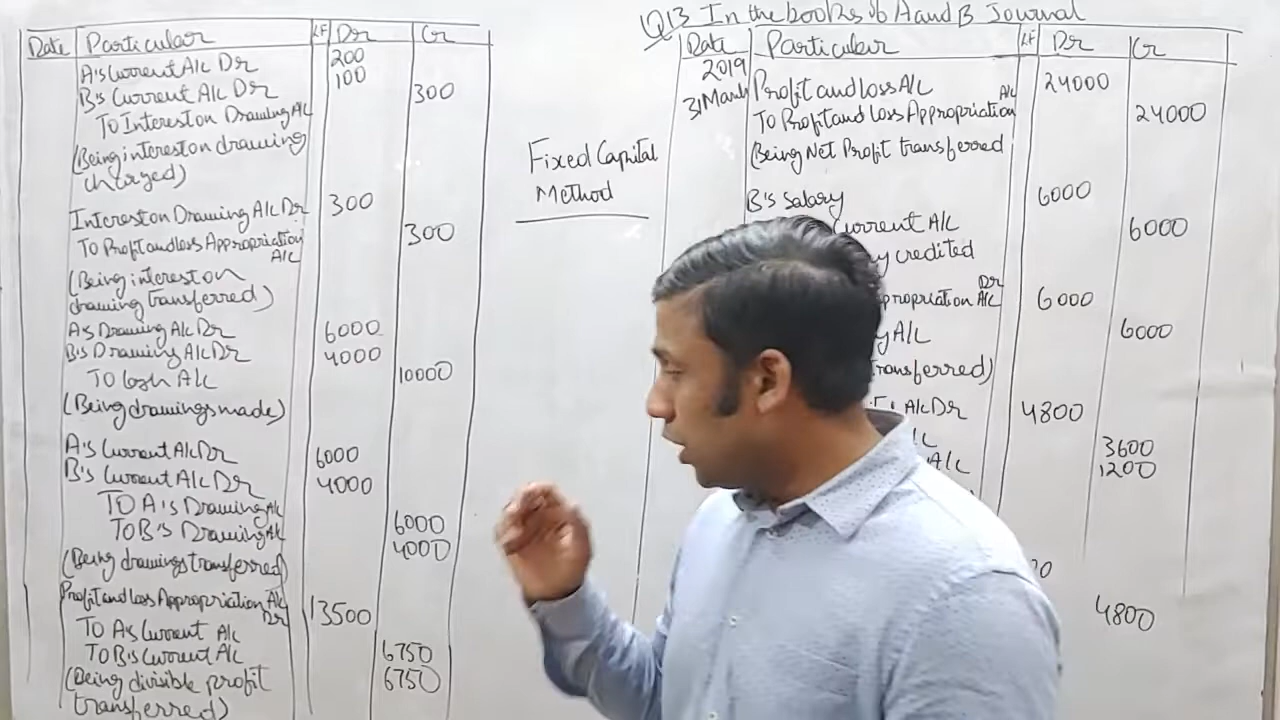 Date Particular LF Dr Cr
A's Current A/c Dr 200
B's Current A/c Dr 100
To Interest on Drawing A/c 300
(Being interest on drawing
charged)
Interest on Drawing A/c Dr 300
To Profit and loss Appropriation
A/c 300
(Being interest on
drawing transferred)
A's Drawing A/c Dr 6000
B's Drawing A/c Dr 4000
To Cash A/c 10000
(Being drawings made)
A's Current A/c Dr 6000
B's Current A/c Dr 4000
To A's Drawing A/c 6000
To B's Drawing A/c 4000
(Being drawings transferred)
Profit and loss Appropriation A/c
Dr 13500
To A's Current A/c 6750
To B's Current A/c 6750
(Being divisible profit
transferred)
Fixed Capital
Method
Q13 In the books of A and B Journal
Date Particular LF Dr Cr
2019
31 March Profit and loss A/c 24000
To Profit and loss Appropriation A/c 24000
(Being Net Profit transferred
B's Salary 6000
Current A/c 6000
credited
Dr
propriation A/c 6000
A/c 6000
transferred)
A/c Dr 4800
3600
A/c 1200
4800